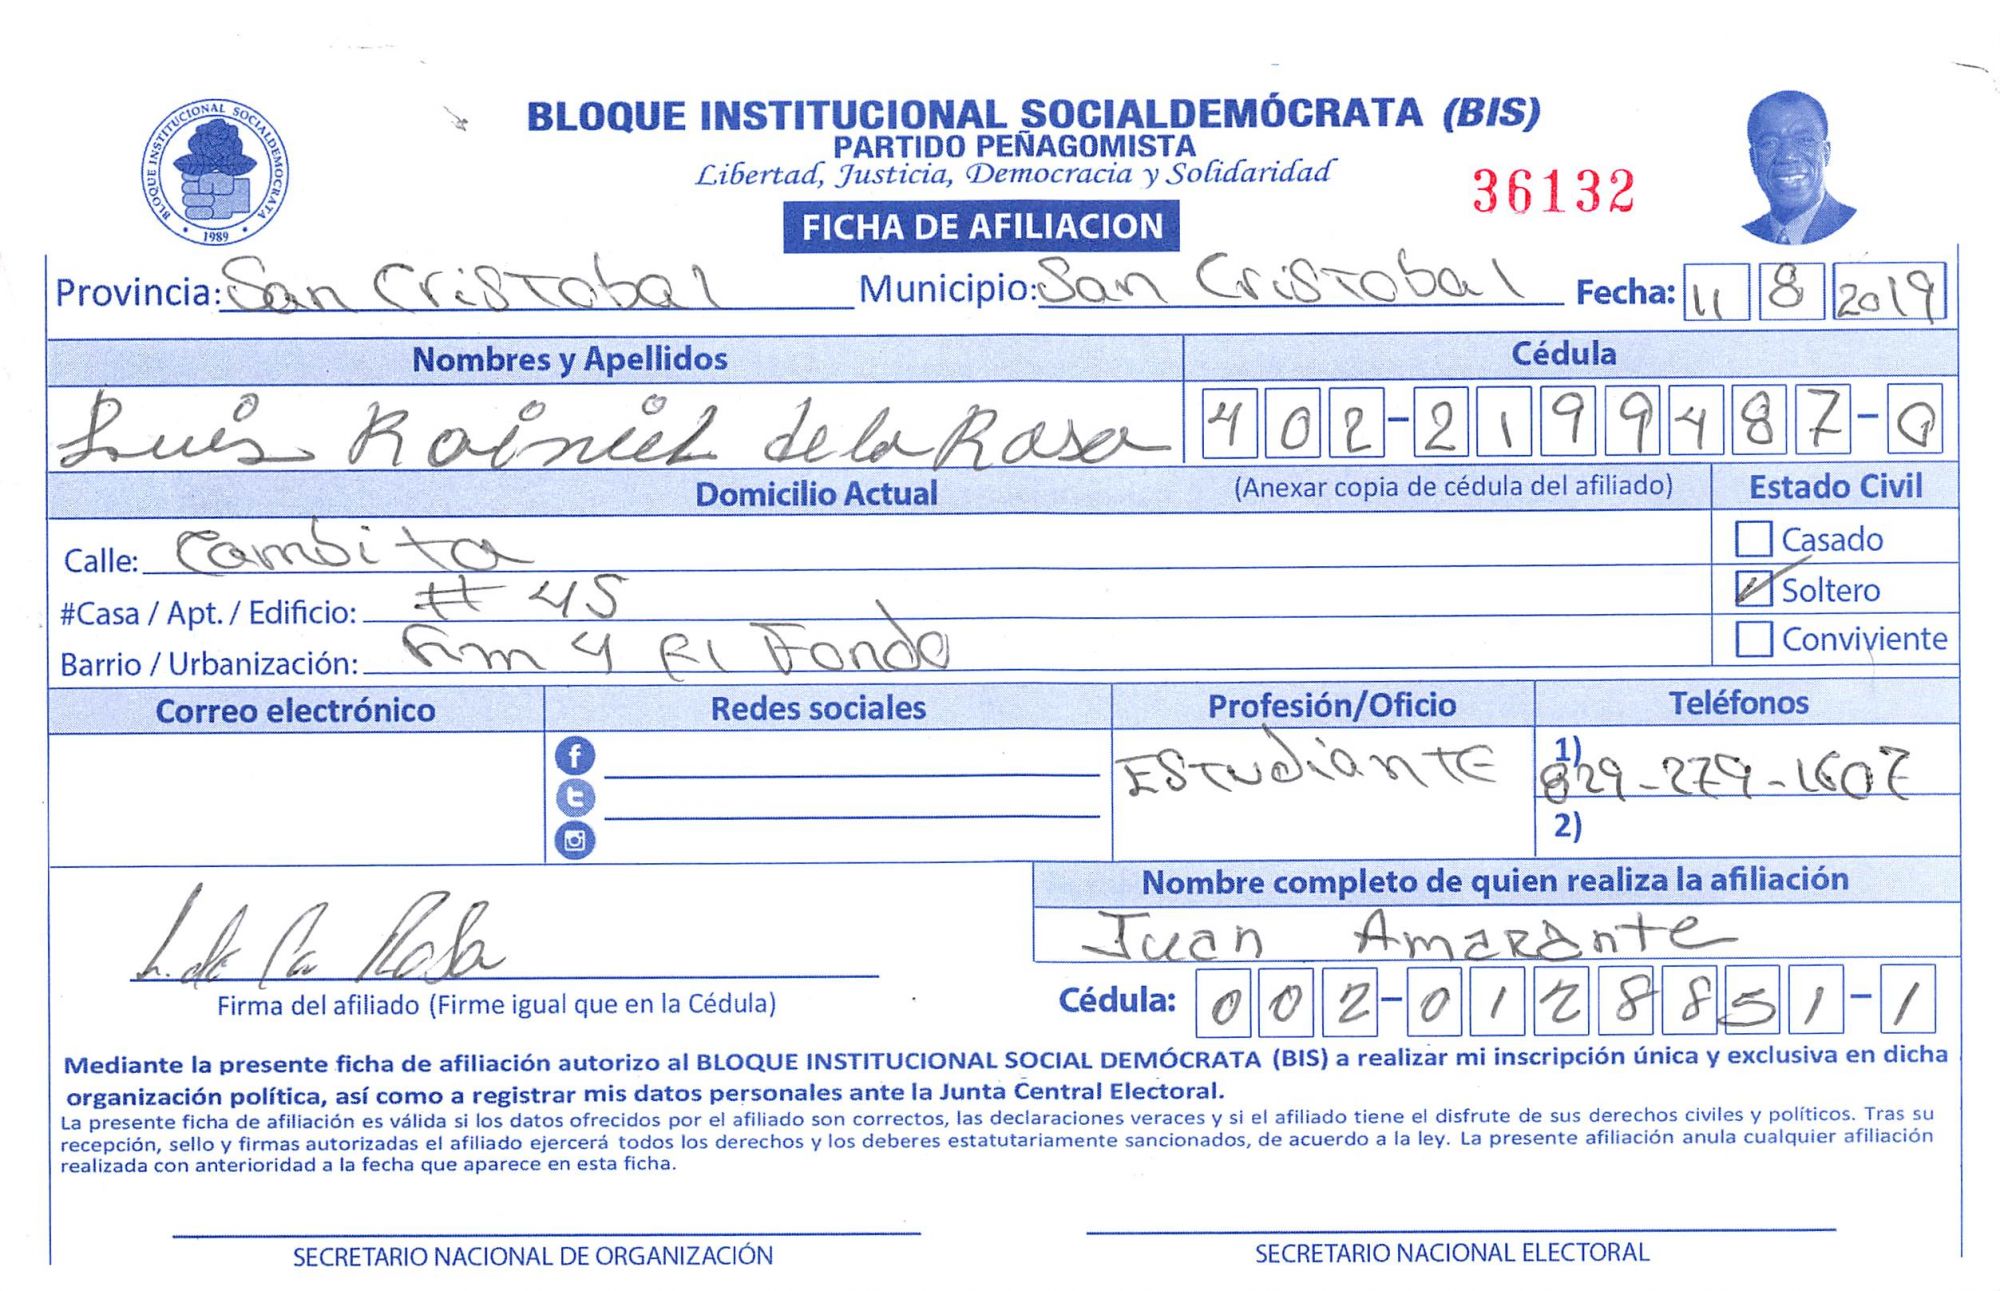 BLOQUE INSTITUCIONAL SOCIALDEMÓCRATA (BIS)
PARTIDO PEÑAGOMISTA
Libertad, Justicia, Democracia y Solidaridad
BLOQUE INSTITUCIONAL SOCIALDEMOCRATA
1989
36132
FICHA DE AFILIACION
Provincia: San Cristobal Municipio: San Cristobal Fecha: 11 8 2019
Nombres y Apellidos Cédula
Luis Rainiel de la Rosa 402-2199487-0
Domicilio Actual (Anexar copia de cédula del afiliado) Estado Civil
Calle: Cambita Casado
#Casa / Apt. / Edificio: # 45 Soltero
Barrio / Urbanización: Km 4 El Fondo Conviviente
Correo electrónico Redes sociales Profesión/Oficio Teléfonos
Estudiante 1) 829-279-1607
2)
Nombre completo de quien realiza la afiliación
Juan Amarante
L. de la Rosa
Firma del afiliado (Firme igual que en la Cédula) Cédula: 002-0128851-1
Mediante la presente ficha de afiliación autorizo al BLOQUE INSTITUCIONAL SOCIAL DEMÓCRATA (BIS) a realizar mi inscripción única y exclusiva en dicha
organización política, así como a registrar mis datos personales ante la Junta Central Electoral.
La presente ficha de afiliación es válida si los datos ofrecidos por el afiliado son correctos, las declaraciones veraces y si el afiliado tiene el disfrute de sus derechos civiles y políticos. Tras su
recepción, sello y firmas autorizadas el afiliado ejercerá todos los derechos y los deberes estatutariamente sancionados, de acuerdo a la ley. La presente afiliación anula cualquier afiliación
realizada con anterioridad a la fecha que aparece en esta ficha.
SECRETARIO NACIONAL DE ORGANIZACIÓN SECRETARIO NACIONAL ELECTORAL